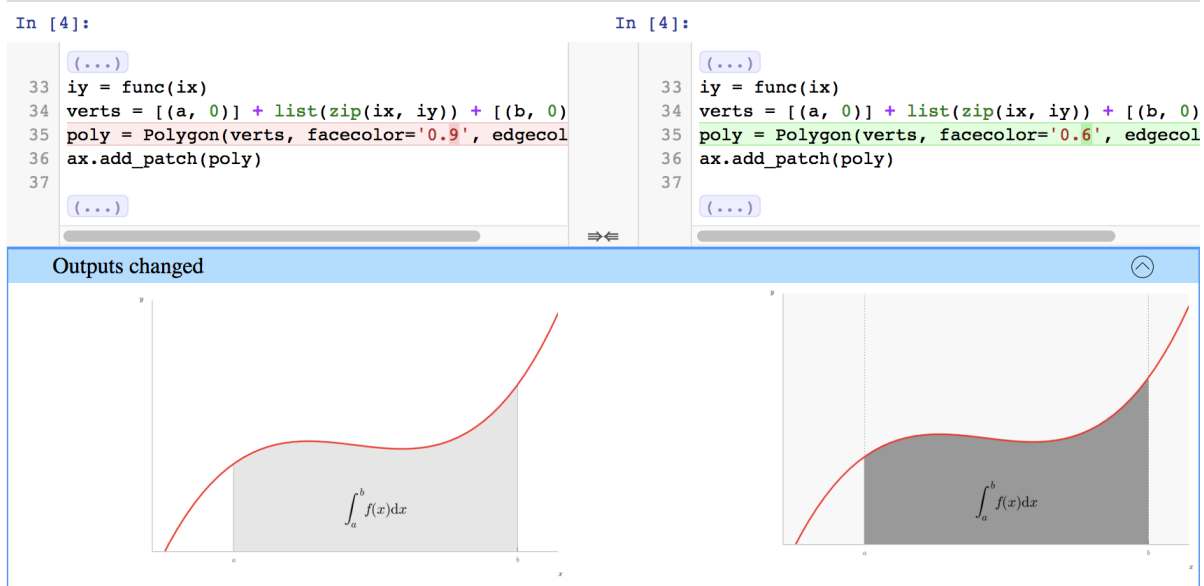 In [4]:
(...)
33 iy = func(ix)
34 verts = [(a, 0)] + list(zip(ix, iy)) + [(b, 0)
35 poly = Polygon(verts, facecolor='0.9', edgecol
36 ax.add_patch(poly)
37
(...)
In [4]:
(...)
33 iy = func(ix)
34 verts = [(a, 0)] + list(zip(ix, iy)) + [(b, 0)
35 poly = Polygon(verts, facecolor='0.6', edgecol
36 ax.add_patch(poly)
37
(...)
Outputs changed
y
∫ₐᵇ f(x)dx
a b
x
y
∫ₐᵇ f(x)dx
a b
x